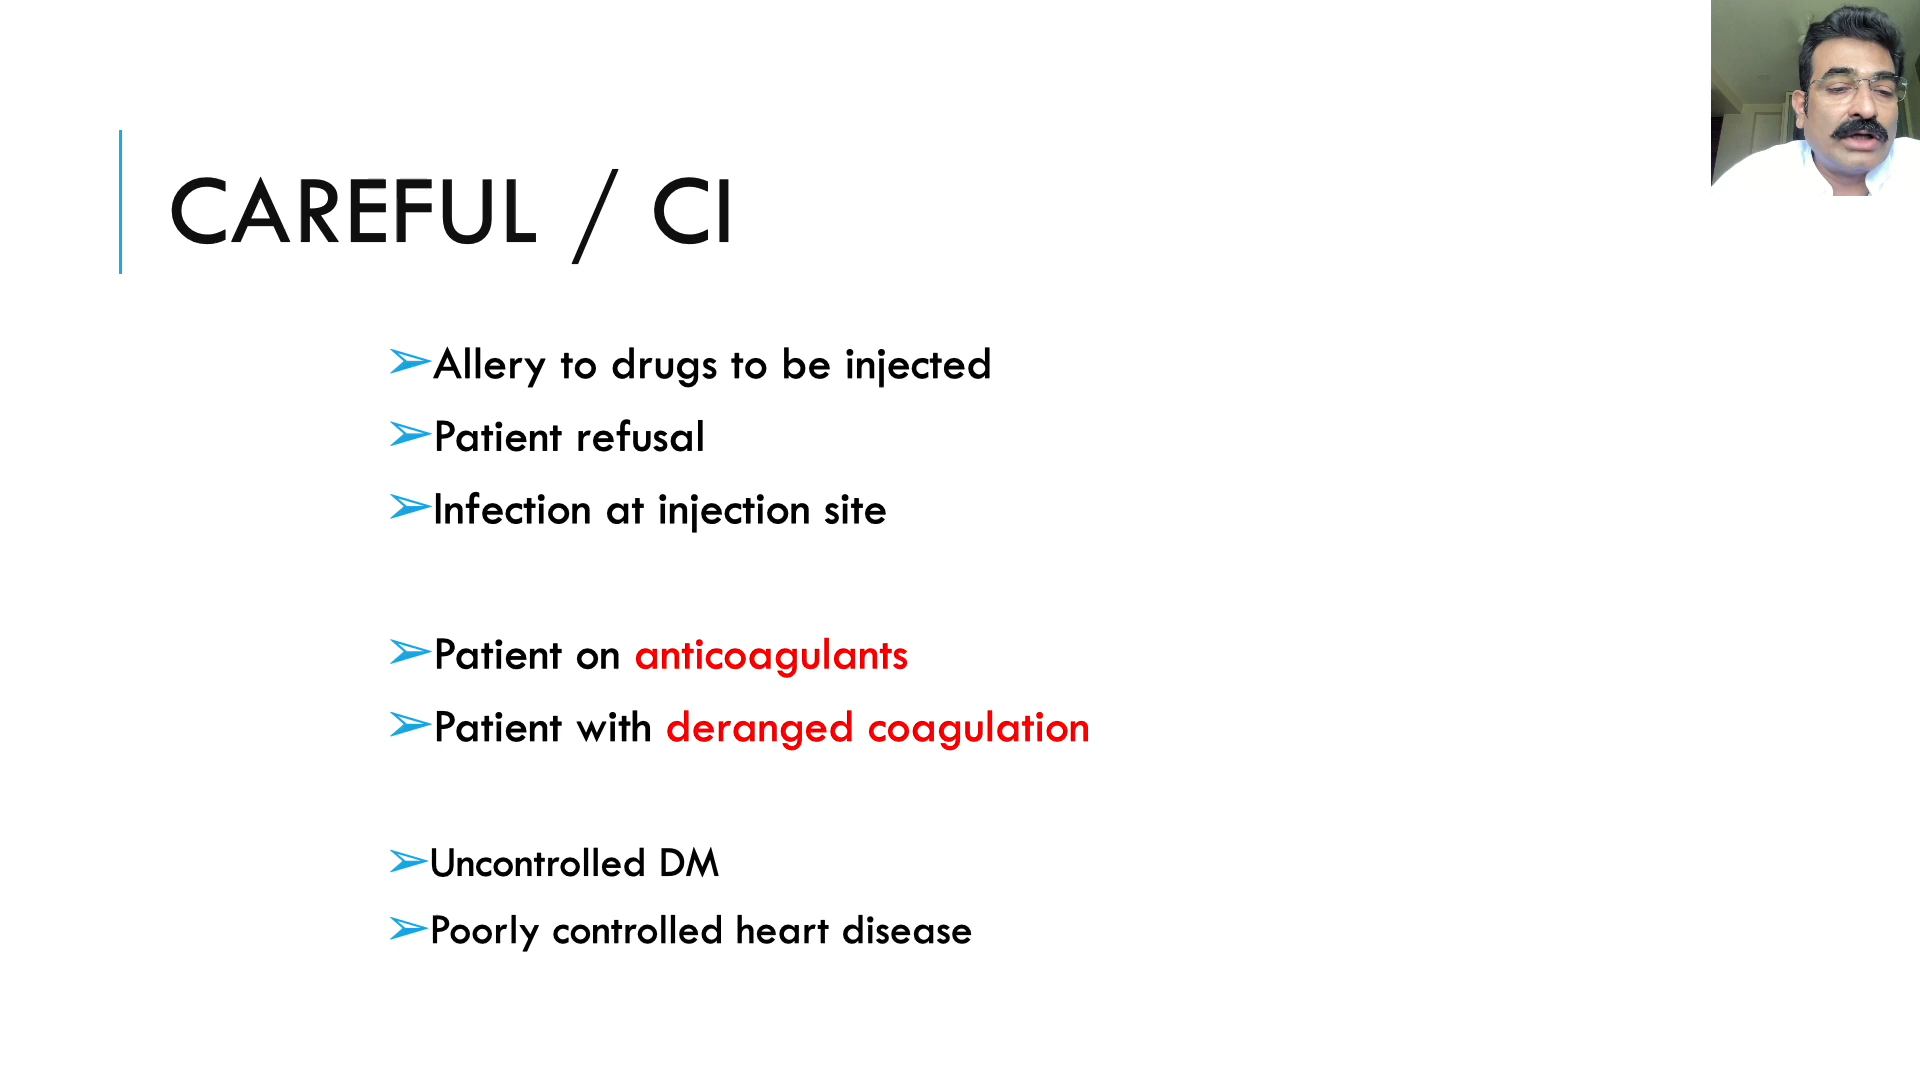 CAREFUL / CI
➢Allery to drugs to be injected
➢Patient refusal
➢Infection at injection site
➢Patient on anticoagulants
➢Patient with deranged coagulation
➢Uncontrolled DM
➢Poorly controlled heart disease